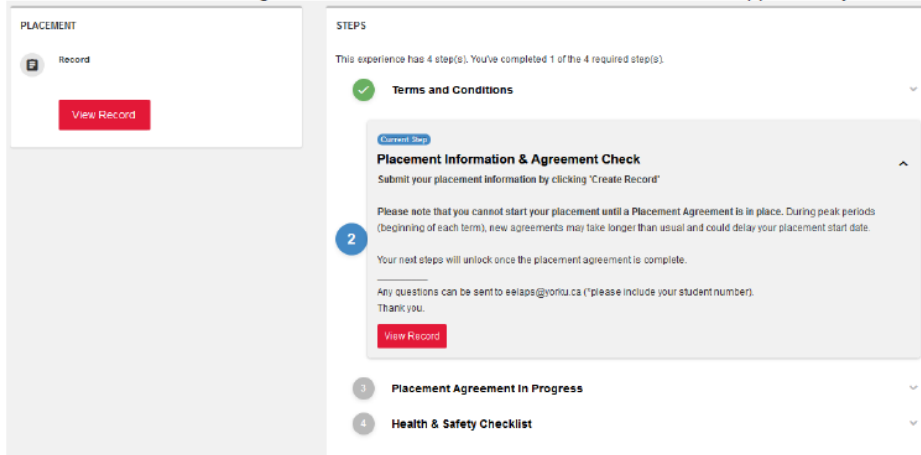 PLACEMENT
Record
View Record
STEPS
This experience has 4 step(s). You've completed 1 of the 4 required step(s).
Terms and Conditions
Current Step
Placement Information & Agreement Check
Submit your placement information by clicking 'Create Record'
Please note that you cannot start your placement until a Placement Agreement is in place. During peak periods
(beginning of each term), new agreements may take longer than usual and could delay your placement start date.
2
Your next steps will unlock once the placement agreement is complete.
Any questions can be sent to eelaps@yorku.ca (*please include your student number).
Thank you.
View Record
3 Placement Agreement In Progress
4 Health & Safety Checklist